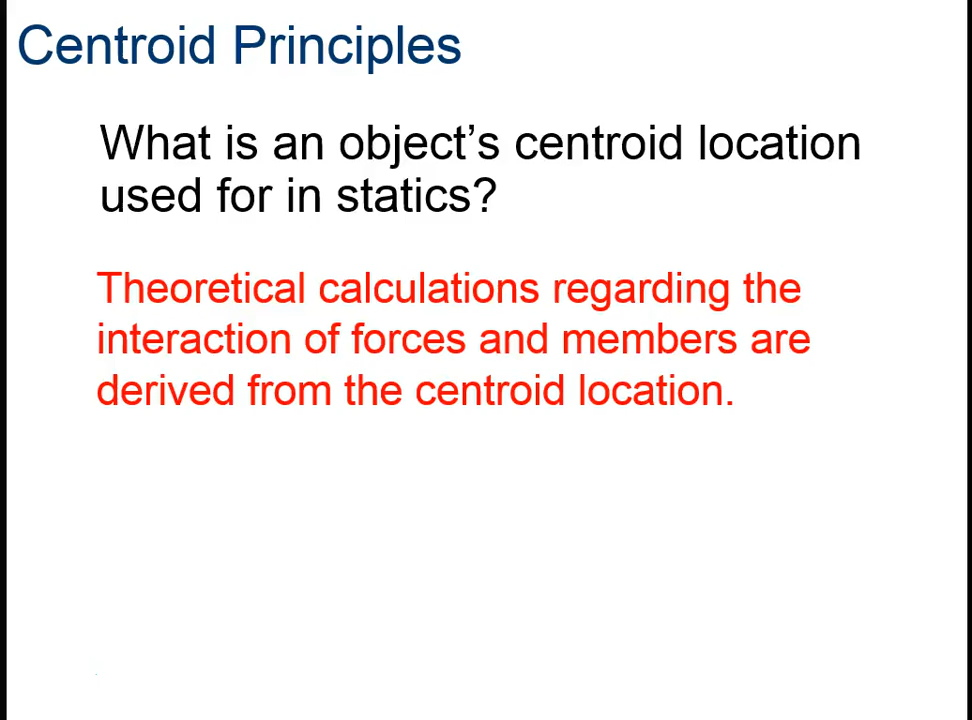 Centroid Principles
What is an object’s centroid location
used for in statics?
Theoretical calculations regarding the
interaction of forces and members are
derived from the centroid location.